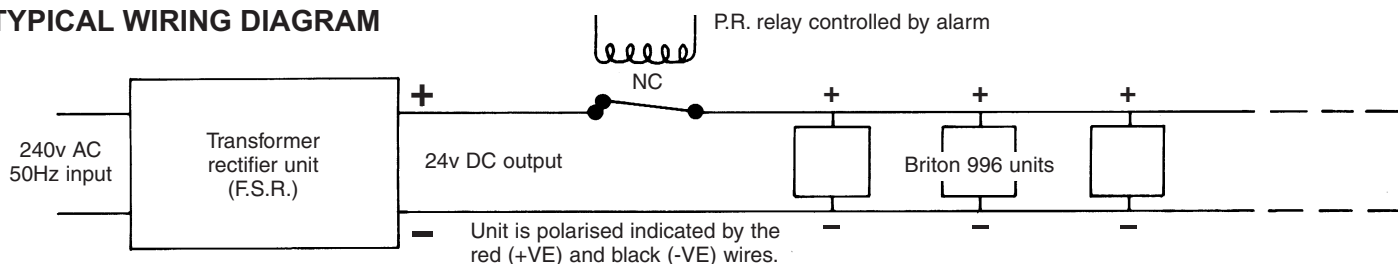 TYPICAL WIRING DIAGRAM
P.R. relay controlled by alarm
NC
+
+
+
+
240v AC
50Hz input
Transformer
rectifier unit
(F.S.R.)
24v DC output
Briton 996 units
−
−
−
−
Unit is polarised indicated by the
red (+VE) and black (-VE) wires.